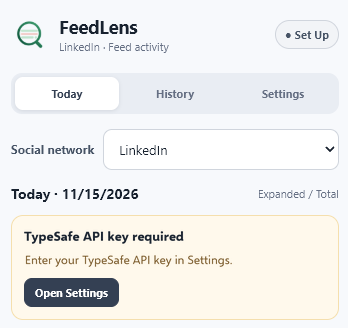 FeedLens
LinkedIn · Feed activity
• Set Up
Today
History
Settings
Social network
LinkedIn
Today · 11/15/2026
Expanded / Total
TypeSafe API key required
Enter your TypeSafe API key in Settings.
Open Settings